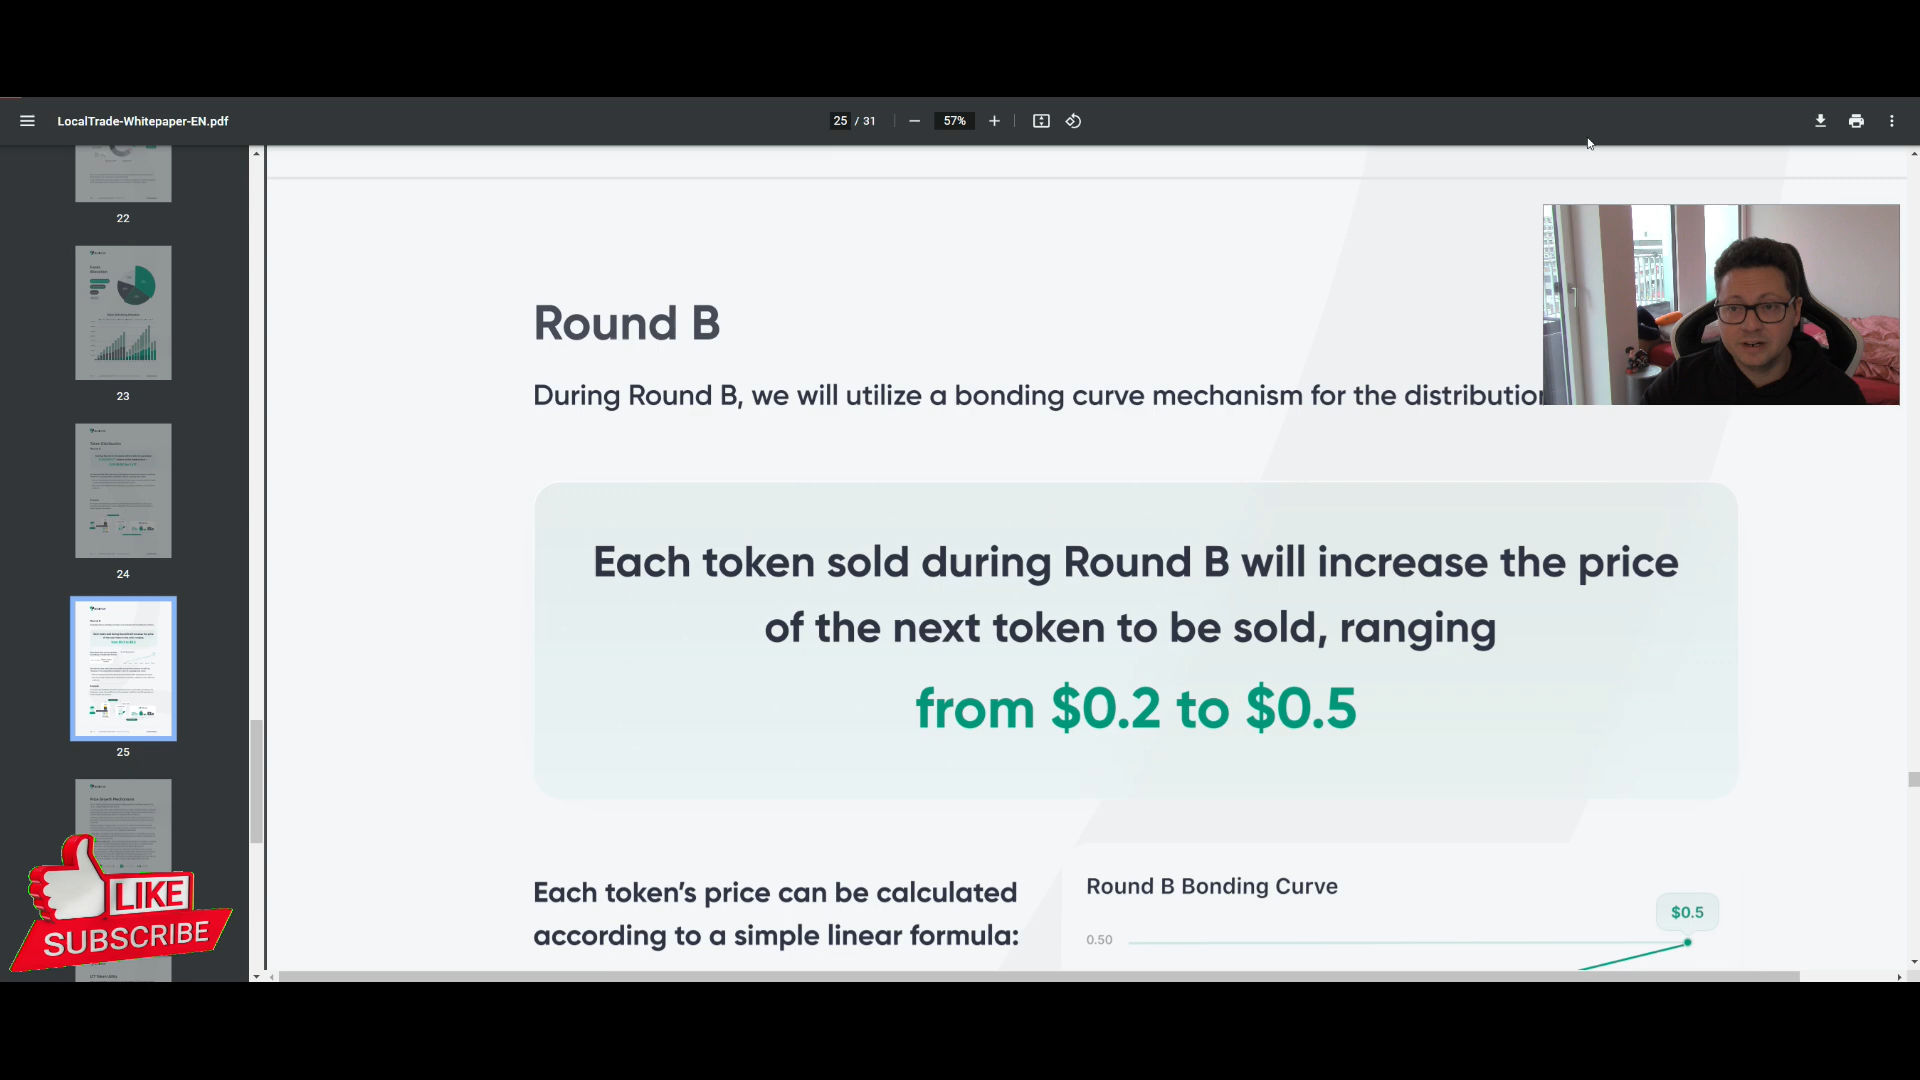 LocalTrade-Whitepaper-EN.pdf
25 / 31
57%
22
23
24
25
Round B
During Round B, we will utilize a bonding curve mechanism for the
Each token sold during Round B will increase the price
of the next token to be sold, ranging
from $0.2 to $0.5
Each token's price can be calculated
according to a simple linear formula:
Round B Bonding Curve
$0.5
0.50
LIKE
SUBSCRIBE